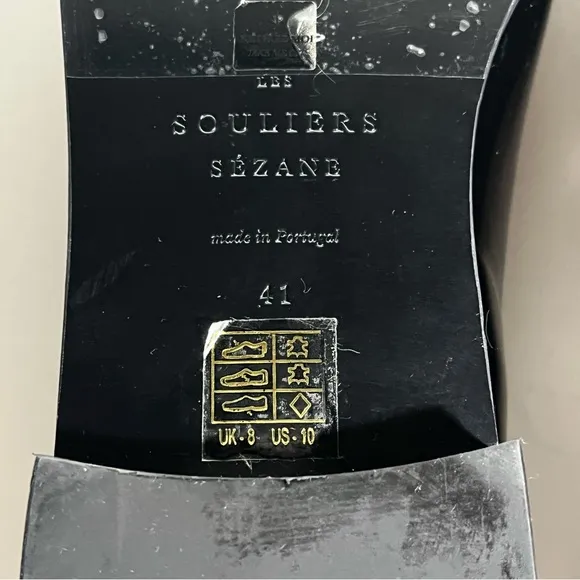 LES
SOULIERS
SÉZANE
made in Portugal
41
UK - 8 US - 10